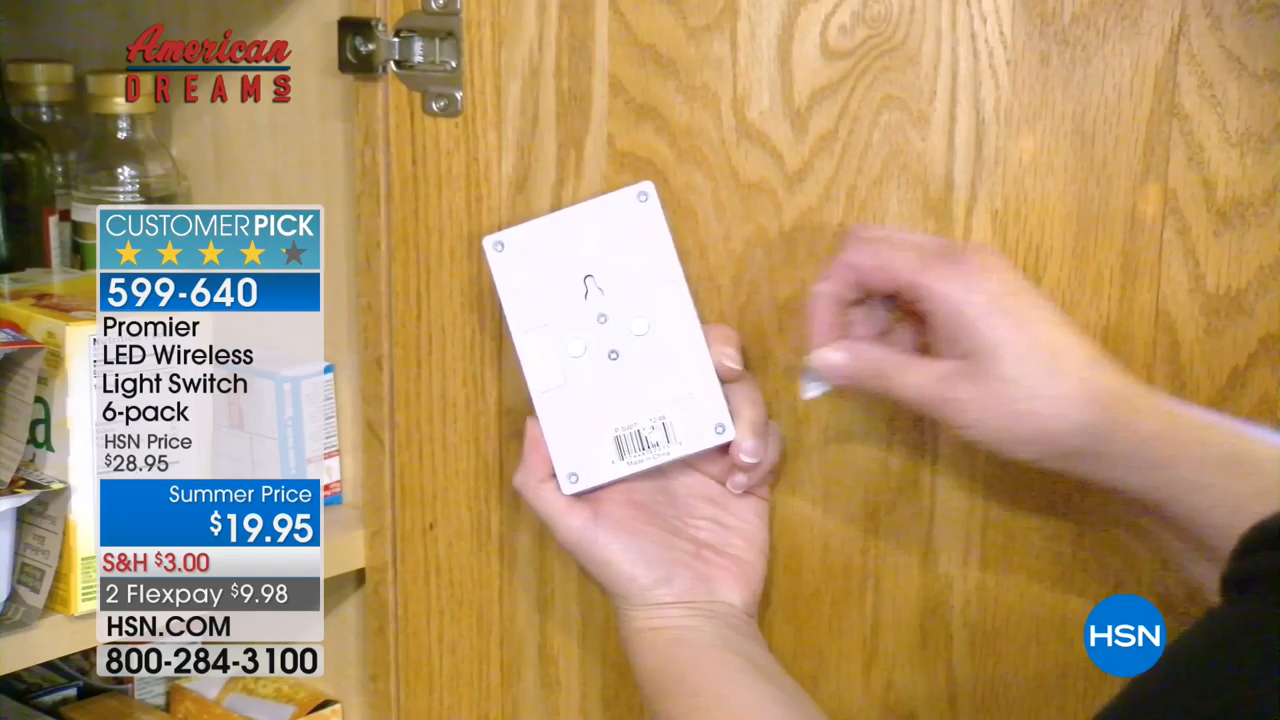 American
DREAMS
CUSTOMER PICK
599-640
Promier
LED Wireless
Light Switch
6-pack
HSN Price
$28.95
Summer Price
$19.95
S&H $3.00
2 Flexpay $9.98
HSN.COM
800-284-3100
Made in China
HSN